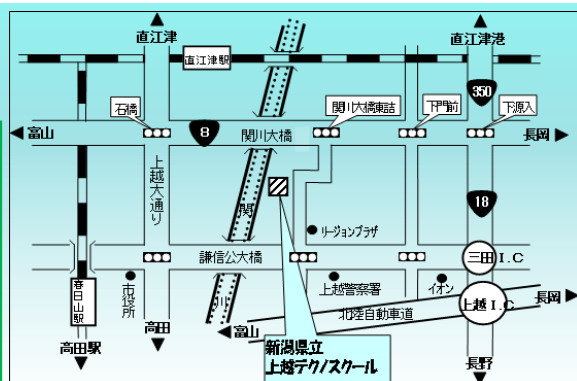 直江津
直江津港
直江津駅
350
石橋
関川大橋東詰
下門前
下源入
富山
8
関川大橋
長岡
上越大通り
関
18
リージョンプラザ
謙信公大橋
三田I.C
春日山駅
市役所
川
上越警察署
イオン
上越I.C
長岡
北陸自動車道
高田
富山
高田駅
新潟県立
上越テクノスクール
長野